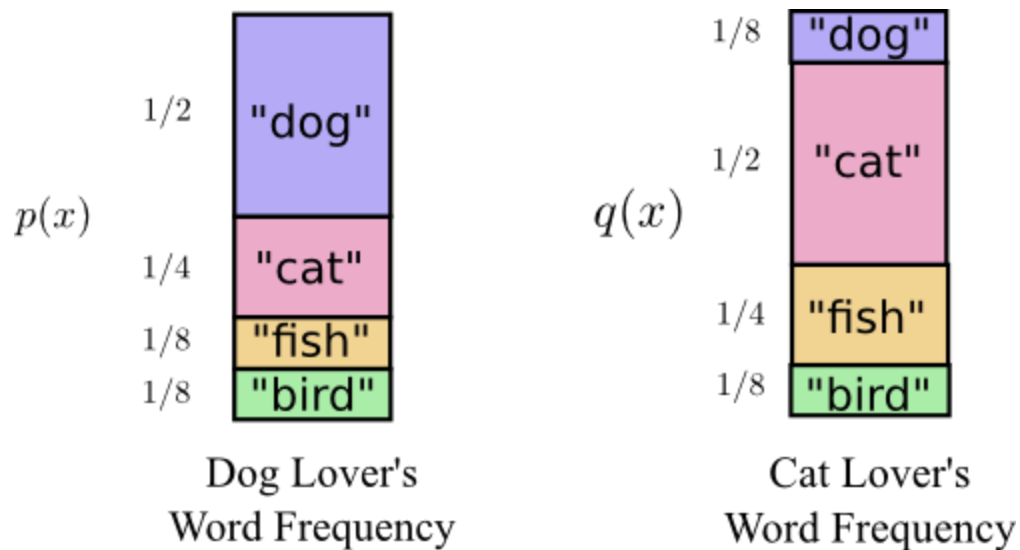 p(x)
1/2
"dog"
1/4
"cat"
1/8
"fish"
1/8
"bird"
Dog Lover's
Word Frequency
q(x)
1/8
"dog"
1/2
"cat"
1/4
"fish"
1/8
"bird"
Cat Lover's
Word Frequency